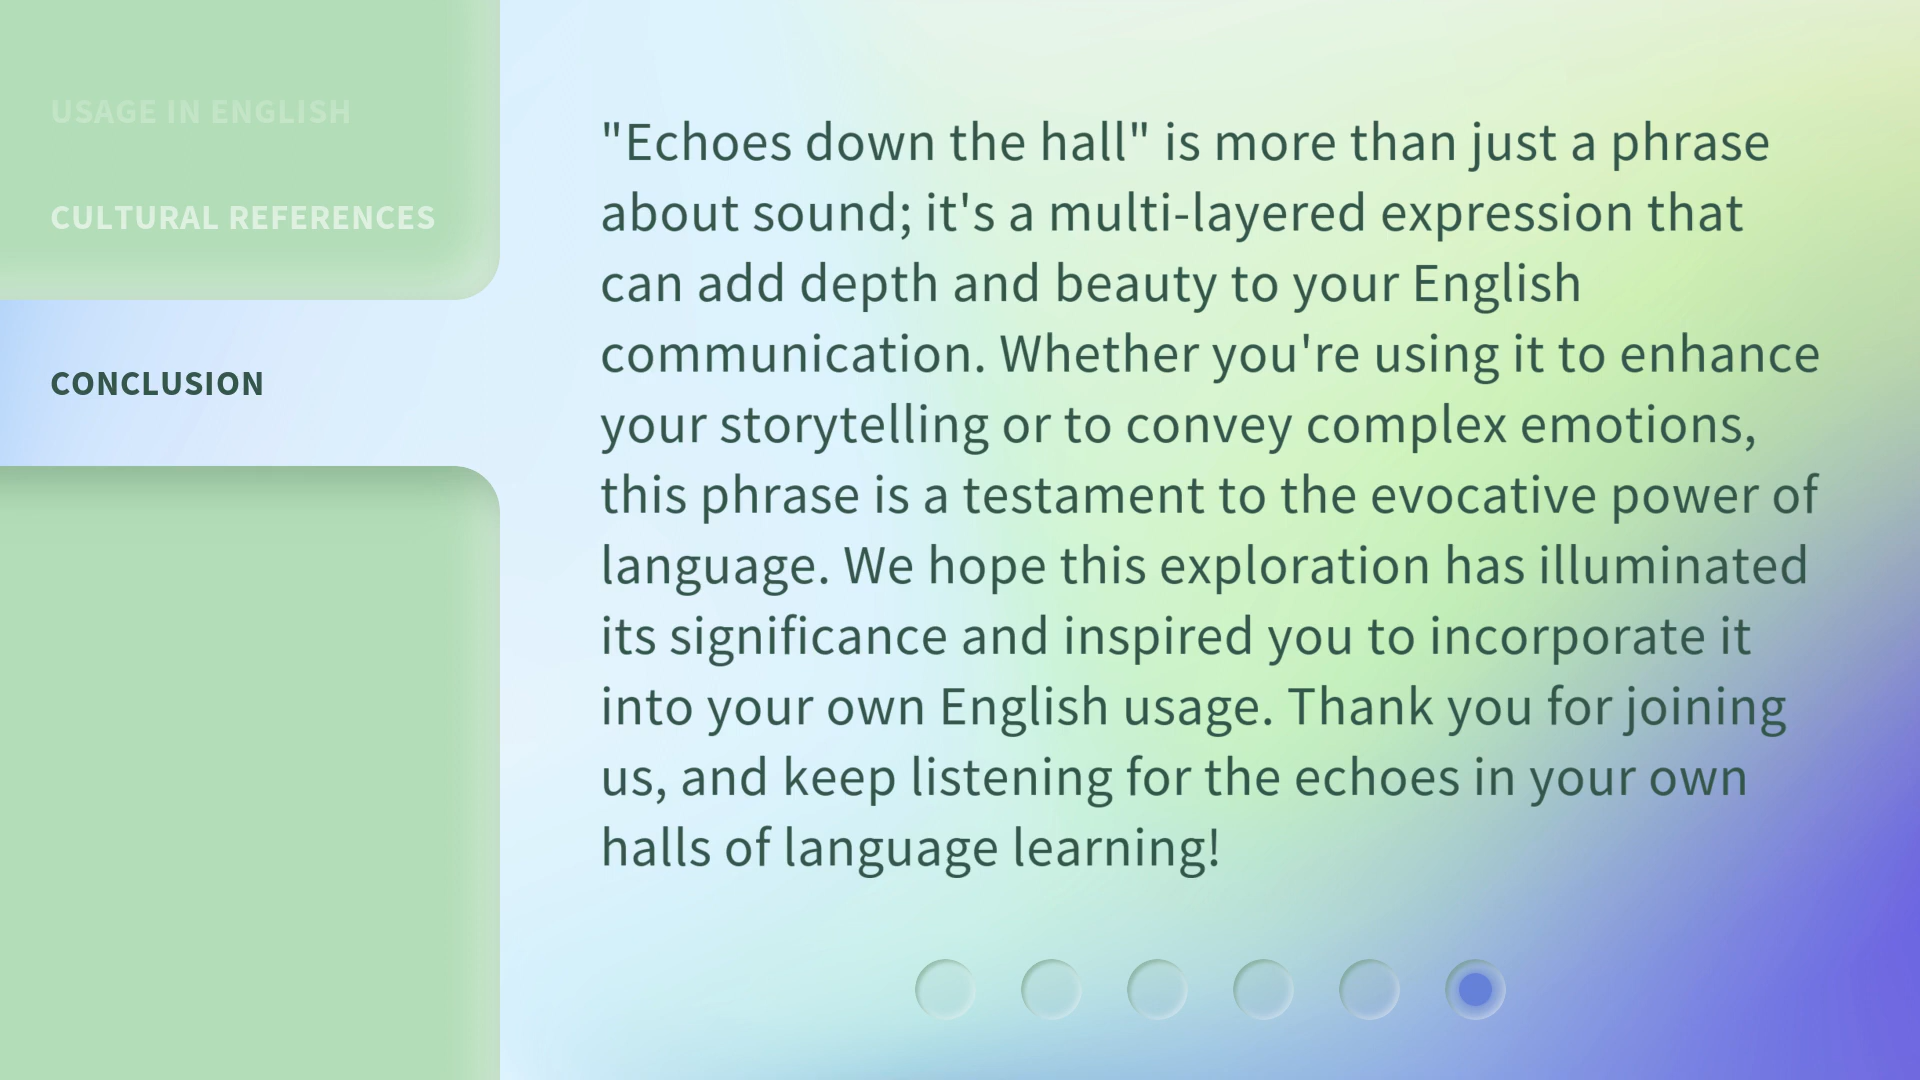 USAGE IN ENGLISH
CULTURAL REFERENCES
CONCLUSION
"Echoes down the hall" is more than just a phrase
about sound; it's a multi-layered expression that
can add depth and beauty to your English
communication. Whether you're using it to enhance
your storytelling or to convey complex emotions,
this phrase is a testament to the evocative power of
language. We hope this exploration has illuminated
its significance and inspired you to incorporate it
into your own English usage. Thank you for joining
us, and keep listening for the echoes in your own
halls of language learning!